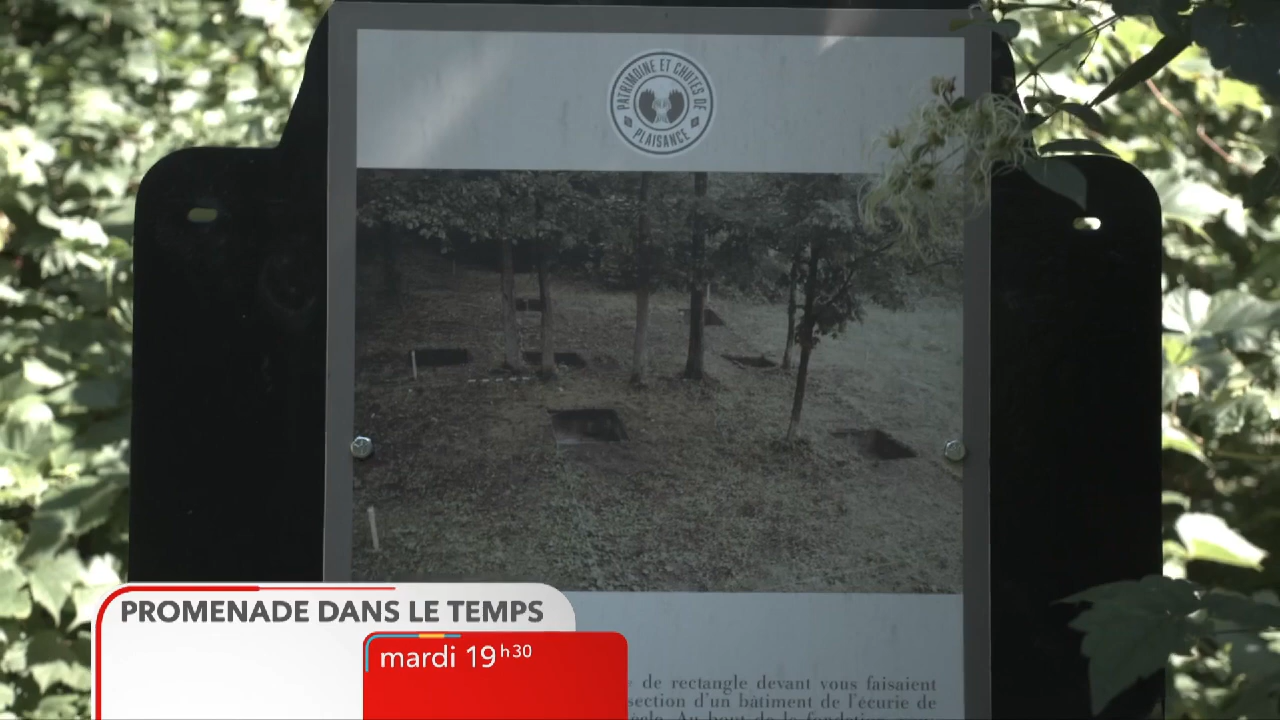 PATRIMOINE ET CHUTES DE
PLAISANCE
PROMENADE DANS LE TEMPS
mardi 19h30
de rectangle devant vous faisaient
section d'un bâtiment de l'écurie de